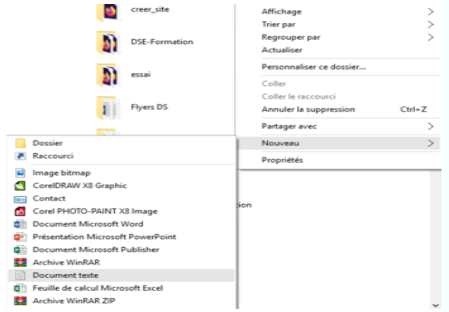 creer_site
DSE-Formation
essai
Flyers DS
Affichage >
Trier par >
Regrouper par >
Actualiser
Personnaliser ce dossier...
Coller
Coller le raccourci
Annuler la suppression Ctrl+Z
Partager avec >
Nouveau >
Propriétés
Dossier
Raccourci
Image bitmap
CorelDRAW X8 Graphic
Contact
Corel PHOTO-PAINT X8 Image
Document Microsoft Word
Présentation Microsoft PowerPoint
Document Microsoft Publisher
Archive WinRAR
Document texte
Feuille de calcul Microsoft Excel
Archive WinRAR ZIP
tion